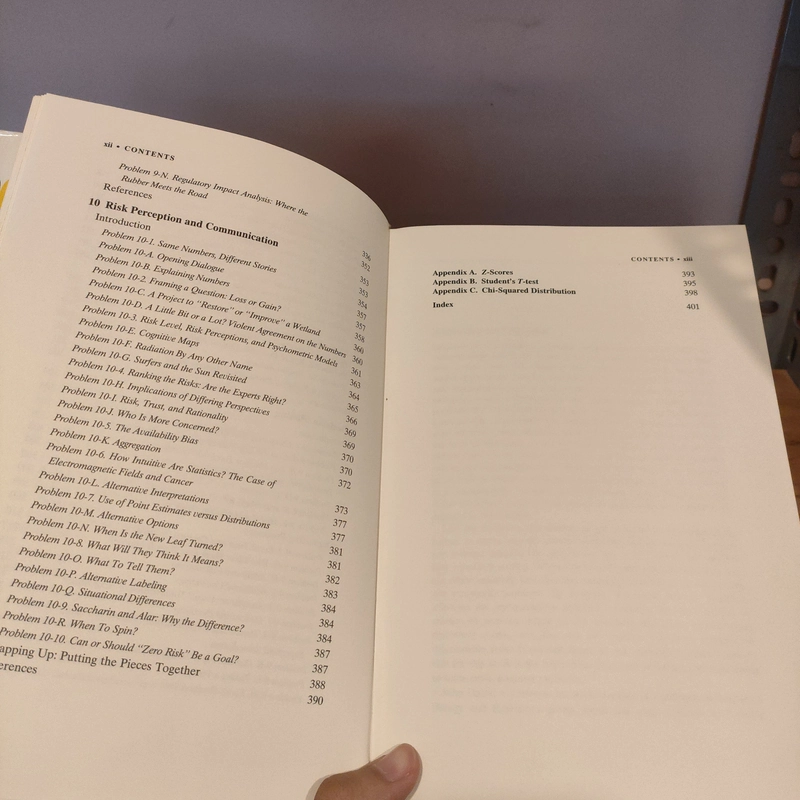 xii • CONTENTS
Problem 9-N. Regulatory Impact Analysis: Where the
Rubber Meets the Road
References 352
10 Risk Perception and Communication 353
Introduction 353
Problem 10-1. Same Numbers, Different Stories 354
Problem 10-A. Opening Dialogue 357
Problem 10-B. Explaining Numbers 357
Problem 10-2. Framing a Question: Loss or Gain? 358
Problem 10-C. A Project to "Restore" or "Improve" a Wetland 360
Problem 10-D. A Little Bit or a Lot? Violent Agreement on the Numbers 360
Problem 10-3. Risk Level, Risk Perceptions, and Psychometric Models 361
Problem 10-E. Cognitive Maps 363
Problem 10-F. Radiation By Any Other Name 364
Problem 10-G. Surfers and the Sun Revisited 365
Problem 10-4. Ranking the Risks: Are the Experts Right? 366
Problem 10-H. Implications of Differing Perspectives 369
Problem 10-I. Risk, Trust, and Rationality 369
Problem 10-J. Who Is More Concerned? 370
Problem 10-5. The Availability Bias 370
Problem 10-K. Aggregation 372
Problem 10-6. How Intuitive Are Statistics? The Case of
Electromagnetic Fields and Cancer 373
Problem 10-L. Alternative Interpretations 377
Problem 10-7. Use of Point Estimates versus Distributions 377
Problem 10-M. Alternative Options 381
Problem 10-N. When Is the New Leaf Turned? 381
Problem 10-8. What Will They Think It Means? 382
Problem 10-O. What To Tell Them? 383
Problem 10-P. Alternative Labeling 384
Problem 10-Q. Situational Differences 384
Problem 10-9. Saccharin and Alar: Why the Difference? 384
Problem 10-R. When To Spin? 387
Problem 10-10. Can or Should "Zero Risk" Be a Goal? 387
apping Up: Putting the Pieces Together 388
erences 390
CONTENTS • xiii
Appendix A. Z-Scores 393
Appendix B. Student's T-test 395
Appendix C. Chi-Squared Distribution 398
Index 401